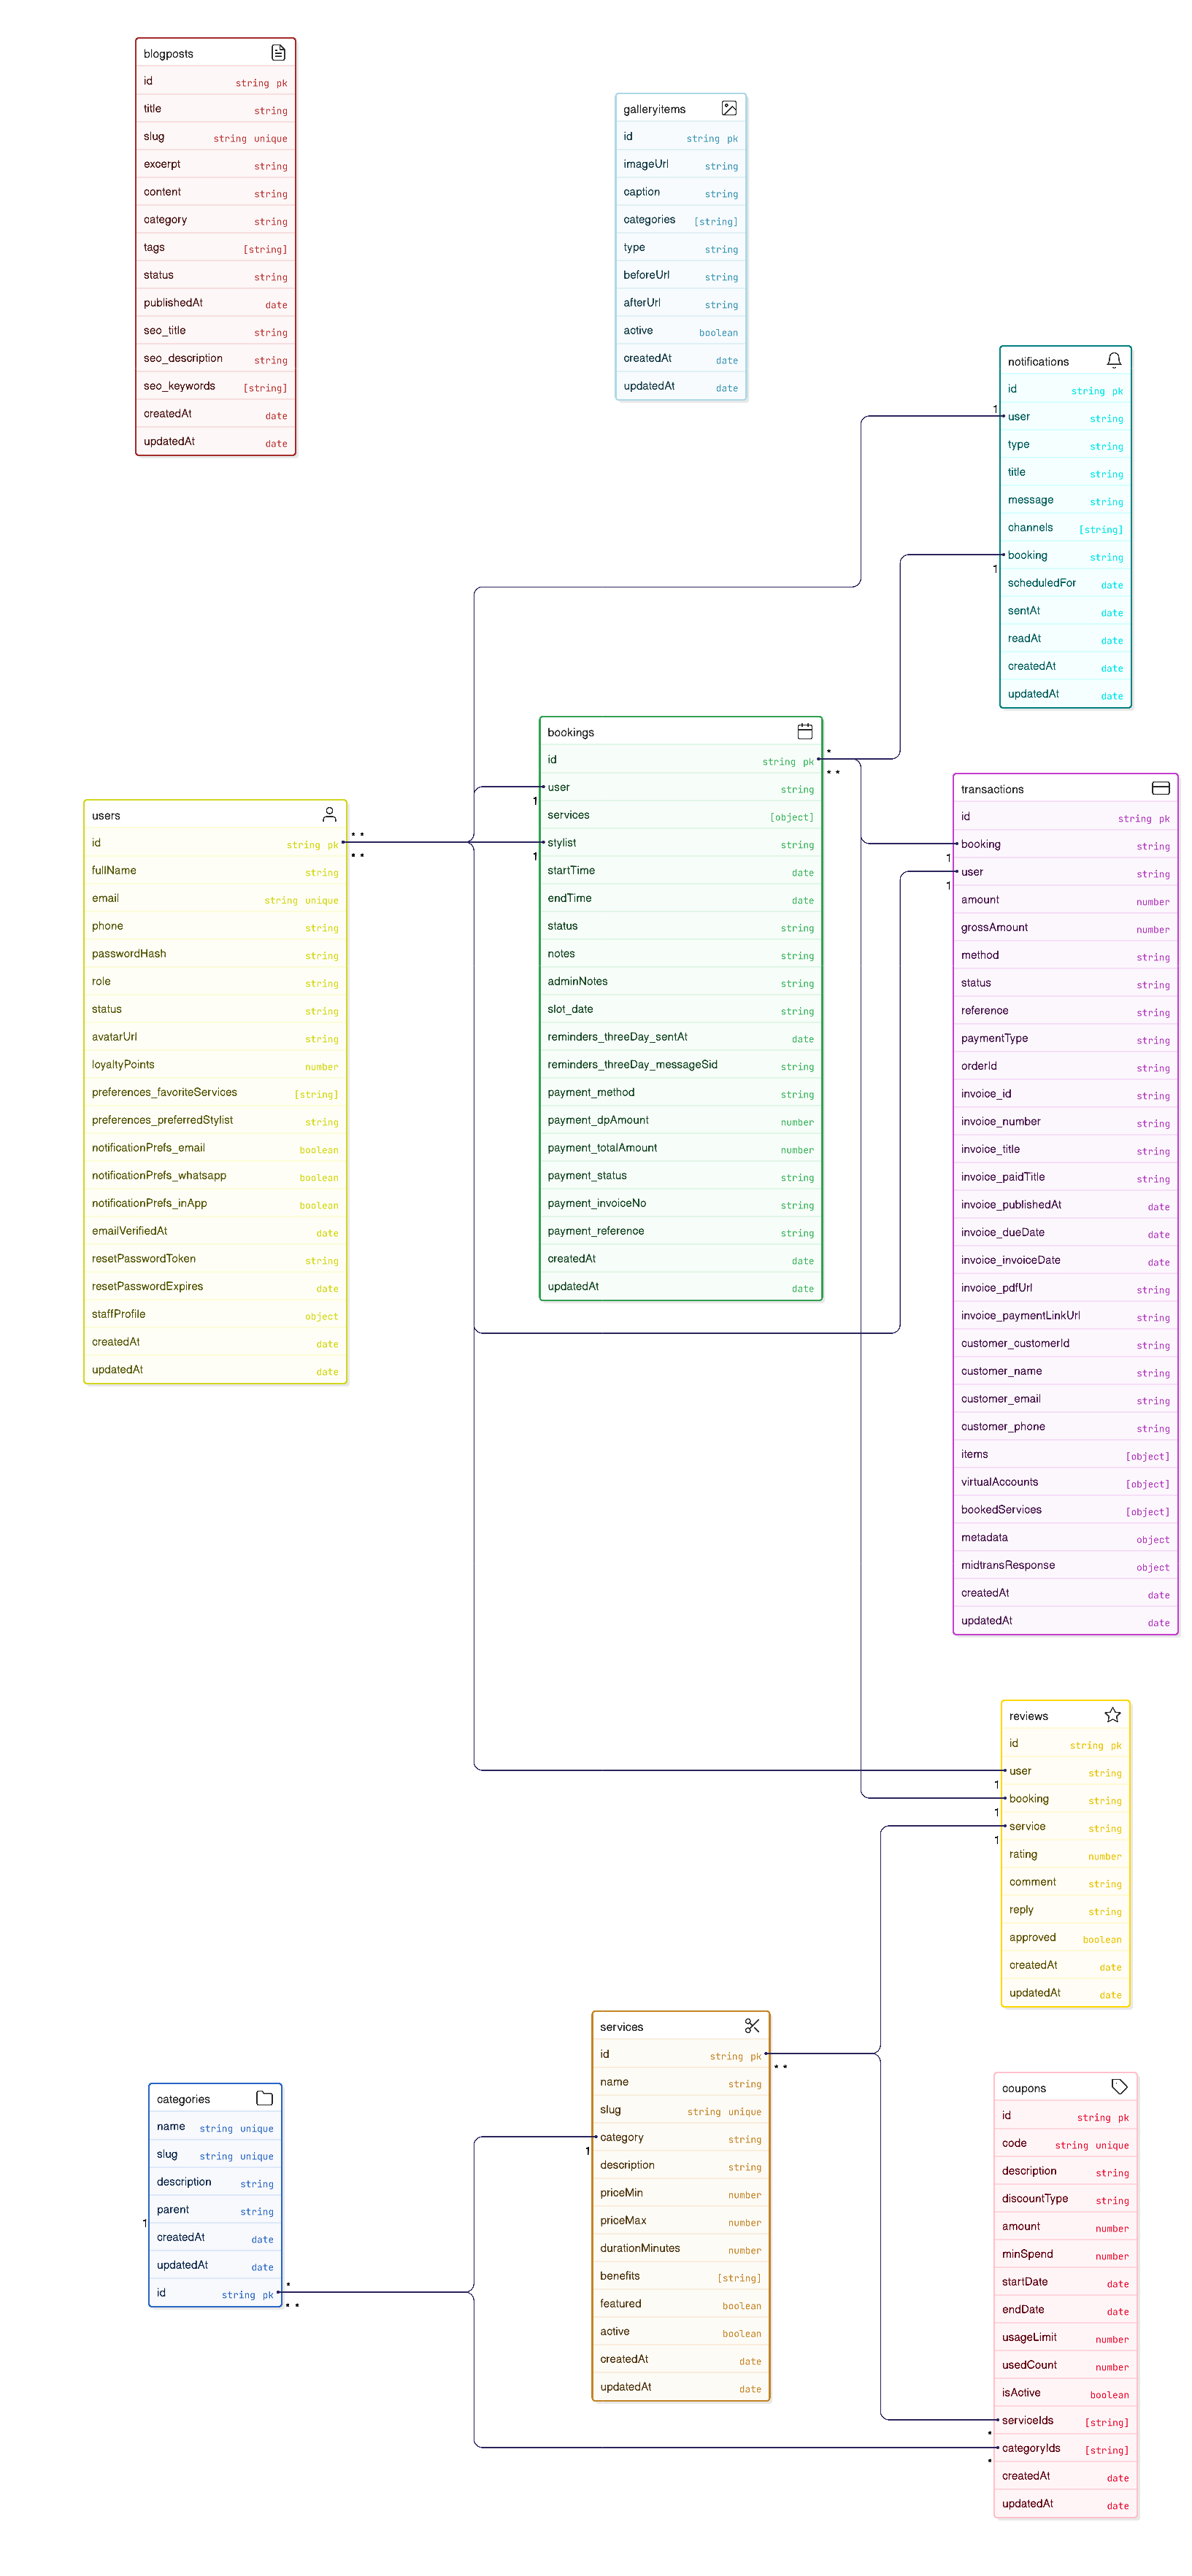 blogposts
id string pk
title string
slug string unique
excerpt string
content string
category string
tags [string]
status string
publishedAt date
seo_title string
seo_description string
seo_keywords [string]
createdAt date
updatedAt date
galleryitems
id string pk
imageUrl string
caption string
categories [string]
type string
beforeUrl string
afterUrl string
active boolean
createdAt date
updatedAt date
notifications
id string pk
1
user string
type string
title string
message string
channels [string]
booking string
1
scheduledFor date
sentAt date
readAt date
createdAt date
updatedAt date
bookings
*
id string pk
* *
user string
1
services [object]
stylist string
1
startTime date
endTime date
status string
notes string
adminNotes string
slot_date string
reminders_threeDay_sentAt date
reminders_threeDay_messageSid string
payment_method string
payment_dpAmount number
payment_totalAmount number
payment_status string
payment_invoiceNo string
payment_reference string
createdAt date
updatedAt date
users
* *
id string pk
* *
fullName string
email string unique
phone string
passwordHash string
role string
status string
avatarUrl string
loyaltyPoints number
preferences_favoriteServices [string]
preferences_preferredStylist string
notificationPrefs_email boolean
notificationPrefs_whatsapp boolean
notificationPrefs_inApp boolean
emailVerifiedAt date
resetPasswordToken string
resetPasswordExpires date
staffProfile object
createdAt date
updatedAt date
transactions
id string pk
booking string
1
user string
1
amount number
grossAmount number
method string
status string
reference string
paymentType string
orderId string
invoice_id string
invoice_number string
invoice_title string
invoice_paidTitle string
invoice_publishedAt date
invoice_dueDate date
invoice_invoiceDate date
invoice_pdfUrl string
invoice_paymentLinkUrl string
customer_customerId string
customer_name string
customer_email string
customer_phone string
items [object]
virtualAccounts [object]
bookedServices [object]
metadata object
midtransResponse object
createdAt date
updatedAt date
reviews
id string pk
user string
1
booking string
1
service string
1
rating number
comment string
reply string
approved boolean
createdAt date
updatedAt date
services
id string pk
* *
name string
slug string unique
category string
1
description string
priceMin number
priceMax number
durationMinutes number
benefits [string]
featured boolean
active boolean
createdAt date
updatedAt date
categories
name string unique
slug string unique
description string
parent string
1
createdAt date
updatedAt date
*
id string pk
* *
coupons
id string pk
code string unique
description string
discountType string
amount number
minSpend number
startDate date
endDate date
usageLimit number
usedCount number
isActive boolean
serviceIds [string]
*
categoryIds [string]
*
createdAt date
updatedAt date